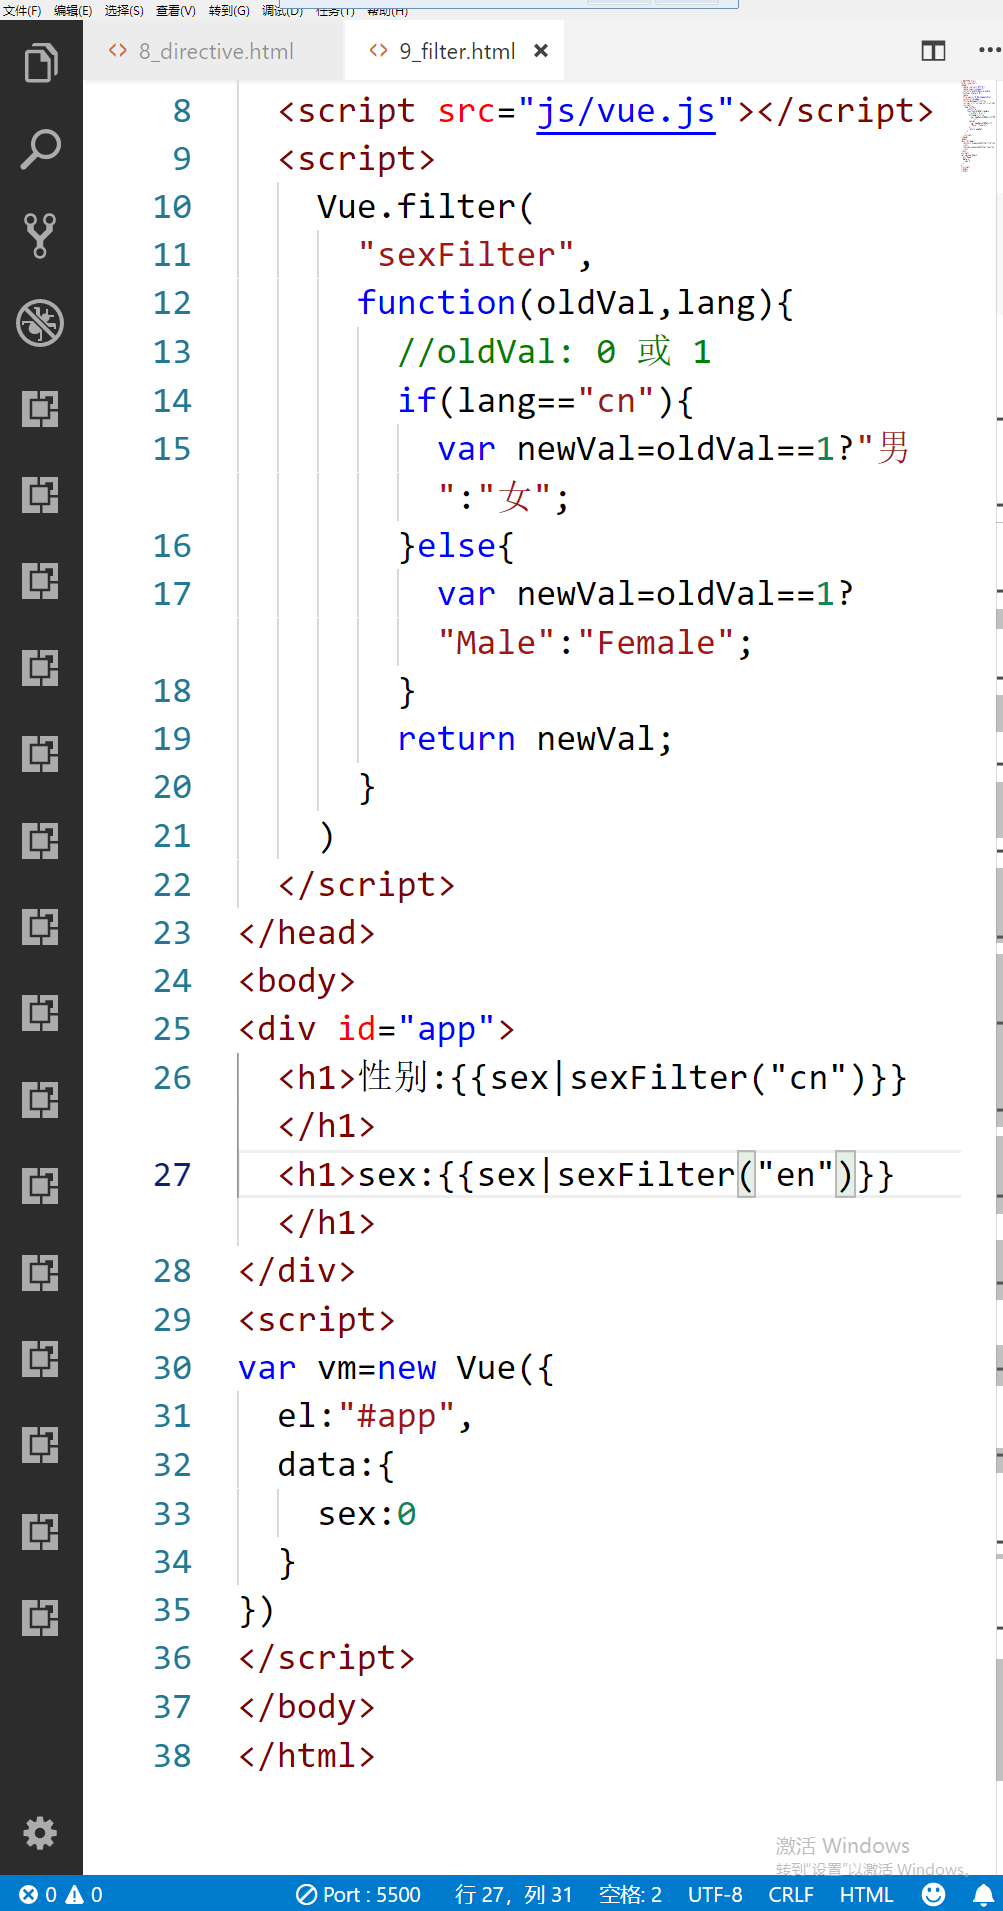 文件(F) 编辑(E) 选择(S) 查看(V) 转到(G) 调试(D) 任务(T) 帮助(H)
<> 8_directive.html <> 9_filter.html ×
8 <script src="js/vue.js"></script>
9 <script>
10 Vue.filter(
11 "sexFilter",
12 function(oldVal,lang){
13 //oldVal: 0 或 1
14 if(lang=="cn"){
15 var newVal=oldVal==1?"男
":"女";
16 }else{
17 var newVal=oldVal==1?
"Male":"Female";
18 }
19 return newVal;
20 }
21 )
22 </script>
23 </head>
24 <body>
25 <div id="app">
26 <h1>性别:{{sex|sexFilter("cn")}}
</h1>
27 <h1>sex:{{sex|sexFilter("en")}}
</h1>
28 </div>
29 <script>
30 var vm=new Vue({
31 el:"#app",
32 data:{
33 sex:0
34 }
35 })
36 </script>
37 </body>
38 </html>
激活 Windows
转到"设置"以激活 Windows。
0 0 Port : 5500 行 27，列 31 空格: 2 UTF-8 CRLF HTML